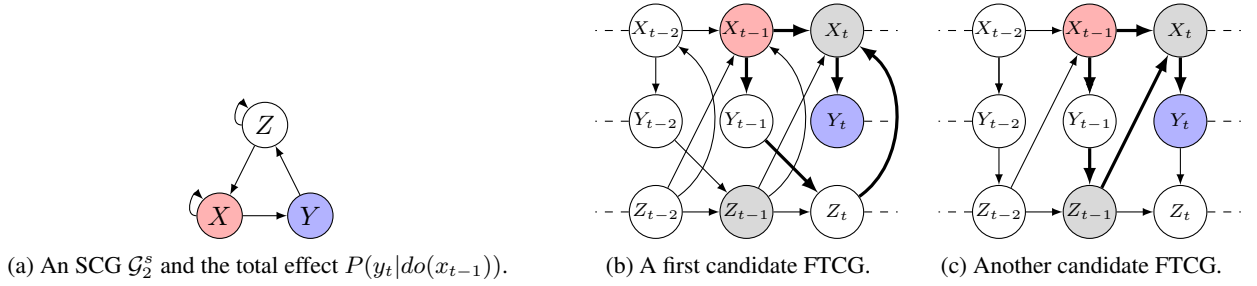 Z
X
Y
X_{t-2} X_{t-1} X_t
Y_{t-2} Y_{t-1} Y_t
Z_{t-2} Z_{t-1} Z_t
X_{t-2} X_{t-1} X_t
Y_{t-2} Y_{t-1} Y_t
Z_{t-2} Z_{t-1} Z_t
(a) An SCG $\mathcal{G}_2^s$ and the total effect $P(y_t|do(x_{t-1}))$.
(b) A first candidate FTCG.
(c) Another candidate FTCG.